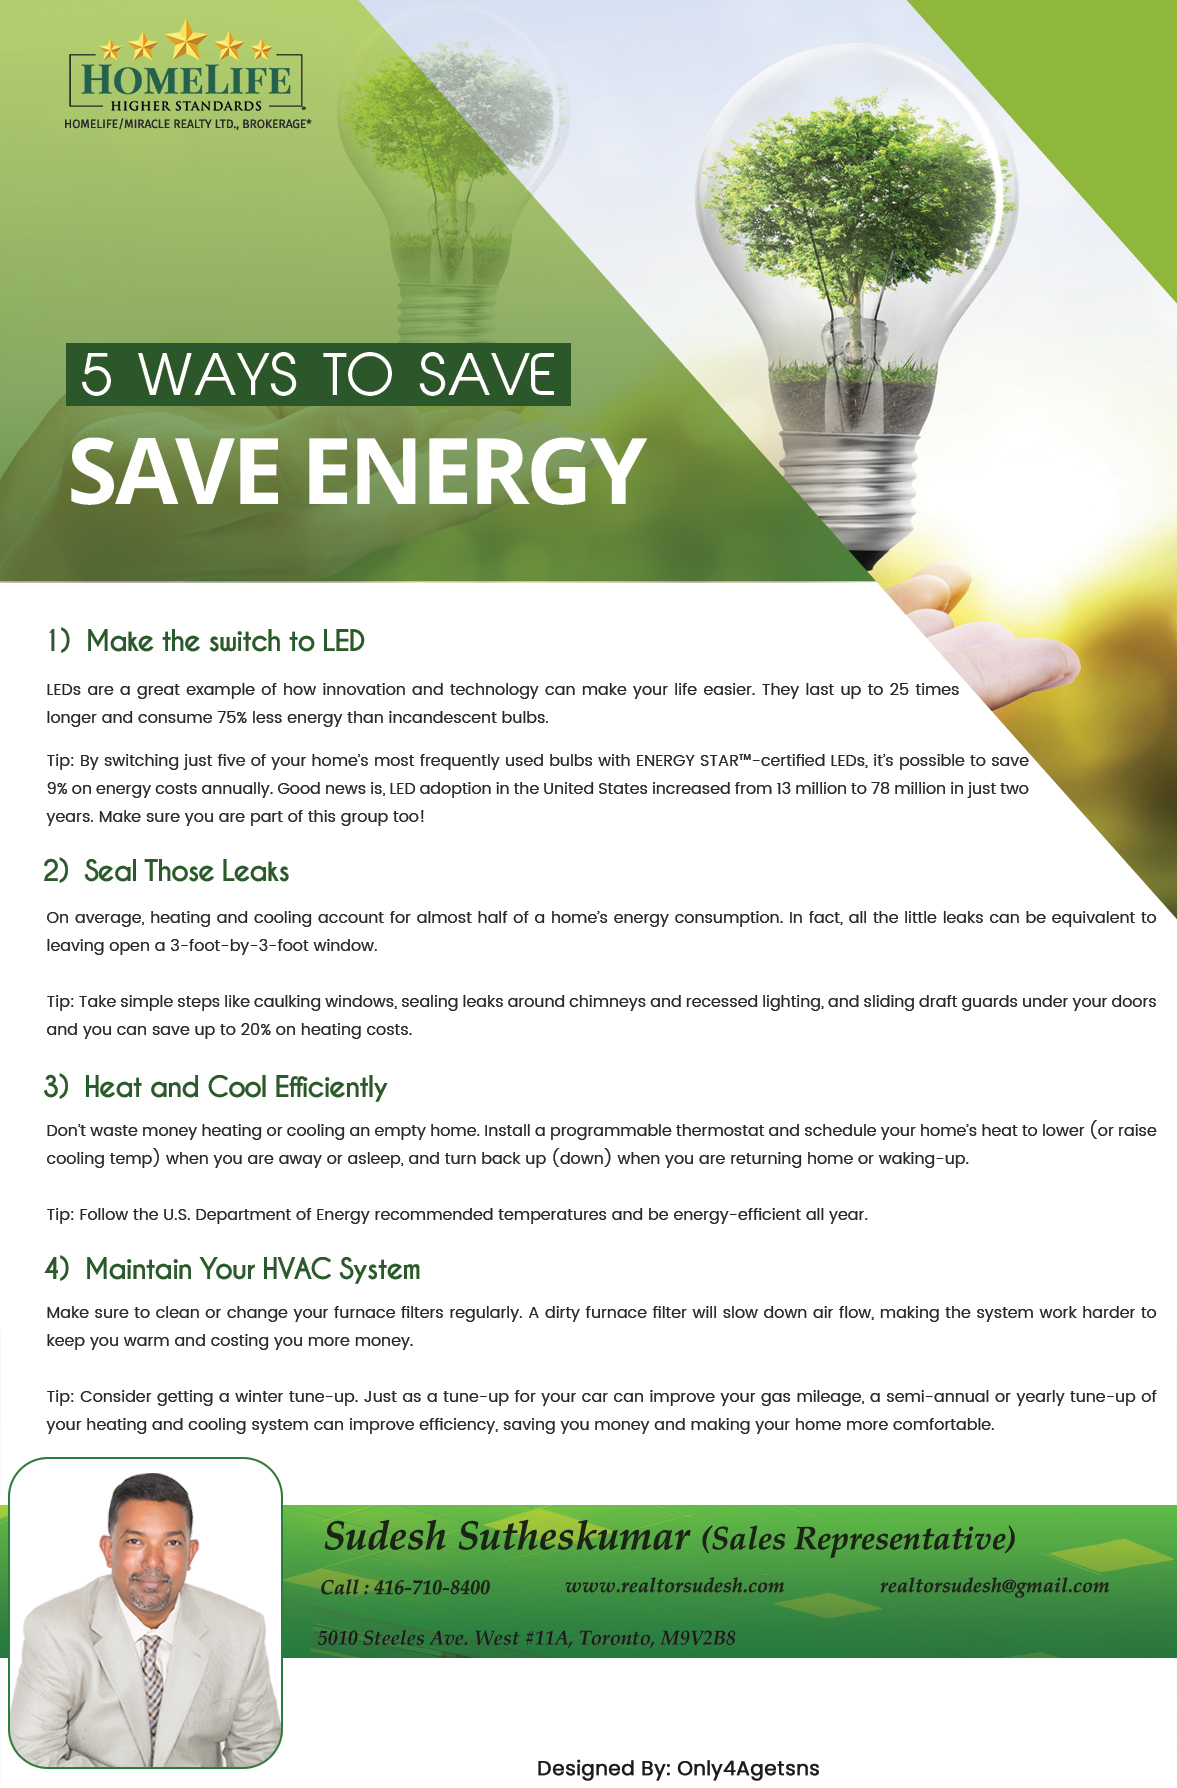 HOMELIFE
HIGHER STANDARDS
HOMELIFE/MIRACLE REALTY LTD., BROKERAGE*
5 WAYS TO SAVE
SAVE ENERGY
1) Make the switch to LED
LEDs are a great example of how innovation and technology can make your life easier. They last up to 25 times
longer and consume 75% less energy than incandescent bulbs.
Tip: By switching just five of your home's most frequently used bulbs with ENERGY STAR™-certified LEDs, it's possible to save
9% on energy costs annually. Good news is, LED adoption in the United States increased from 13 million to 78 million in just two
years. Make sure you are part of this group too!
2) Seal Those Leaks
On average, heating and cooling account for almost half of a home's energy consumption. In fact, all the little leaks can be equivalent to
leaving open a 3-foot-by-3-foot window.
Tip: Take simple steps like caulking windows, sealing leaks around chimneys and recessed lighting, and sliding draft guards under your doors
and you can save up to 20% on heating costs.
3) Heat and Cool Efficiently
Don't waste money heating or cooling an empty home. Install a programmable thermostat and schedule your home's heat to lower (or raise
cooling temp) when you are away or asleep, and turn back up (down) when you are returning home or waking-up.
Tip: Follow the U.S. Department of Energy recommended temperatures and be energy-efficient all year.
4) Maintain Your HVAC System
Make sure to clean or change your furnace filters regularly. A dirty furnace filter will slow down air flow, making the system work harder to
keep you warm and costing you more money.
Tip: Consider getting a winter tune-up. Just as a tune-up for your car can improve your gas mileage, a semi-annual or yearly tune-up of
your heating and cooling system can improve efficiency, saving you money and making your home more comfortable.
Sudesh Sutheskumar (Sales Representative)
Call : 416-710-8400 www.realtorsudesh.com realtorsudesh@gmail.com
5010 Steeles Ave. West #11A, Toronto, M9V2B8
Designed By: Only4Agetsns